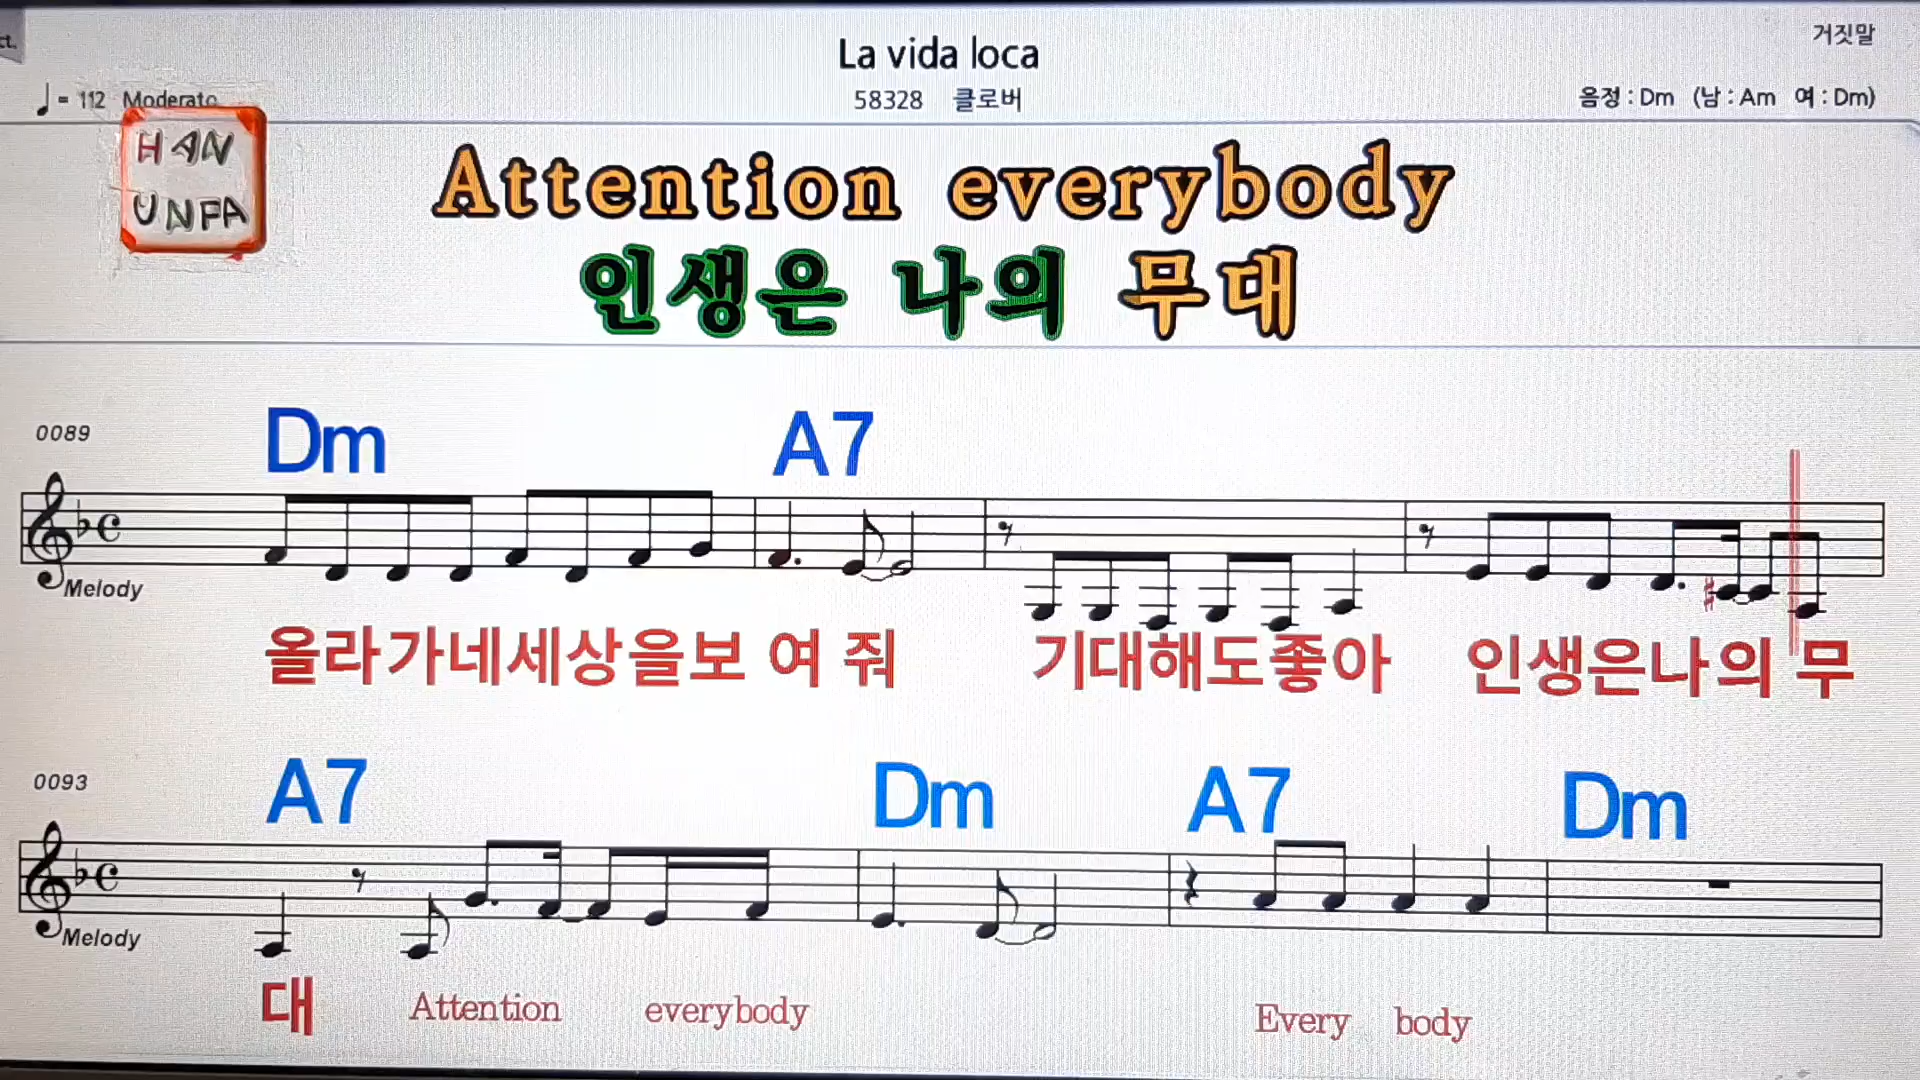 ct.
La vida loca
거짓말
♩= 112 Moderato
58328 클로버
음정 : Dm (남 : Am 여 : Dm)
HAN
UNFA
Attention everybody
인생은 나의 무대
0089
Dm A7
Melody
올라가네세상을보 여 줘 기대해도좋아 인생은나의 무
0093
A7 Dm A7 Dm
Melody
대 Attention everybody Every body